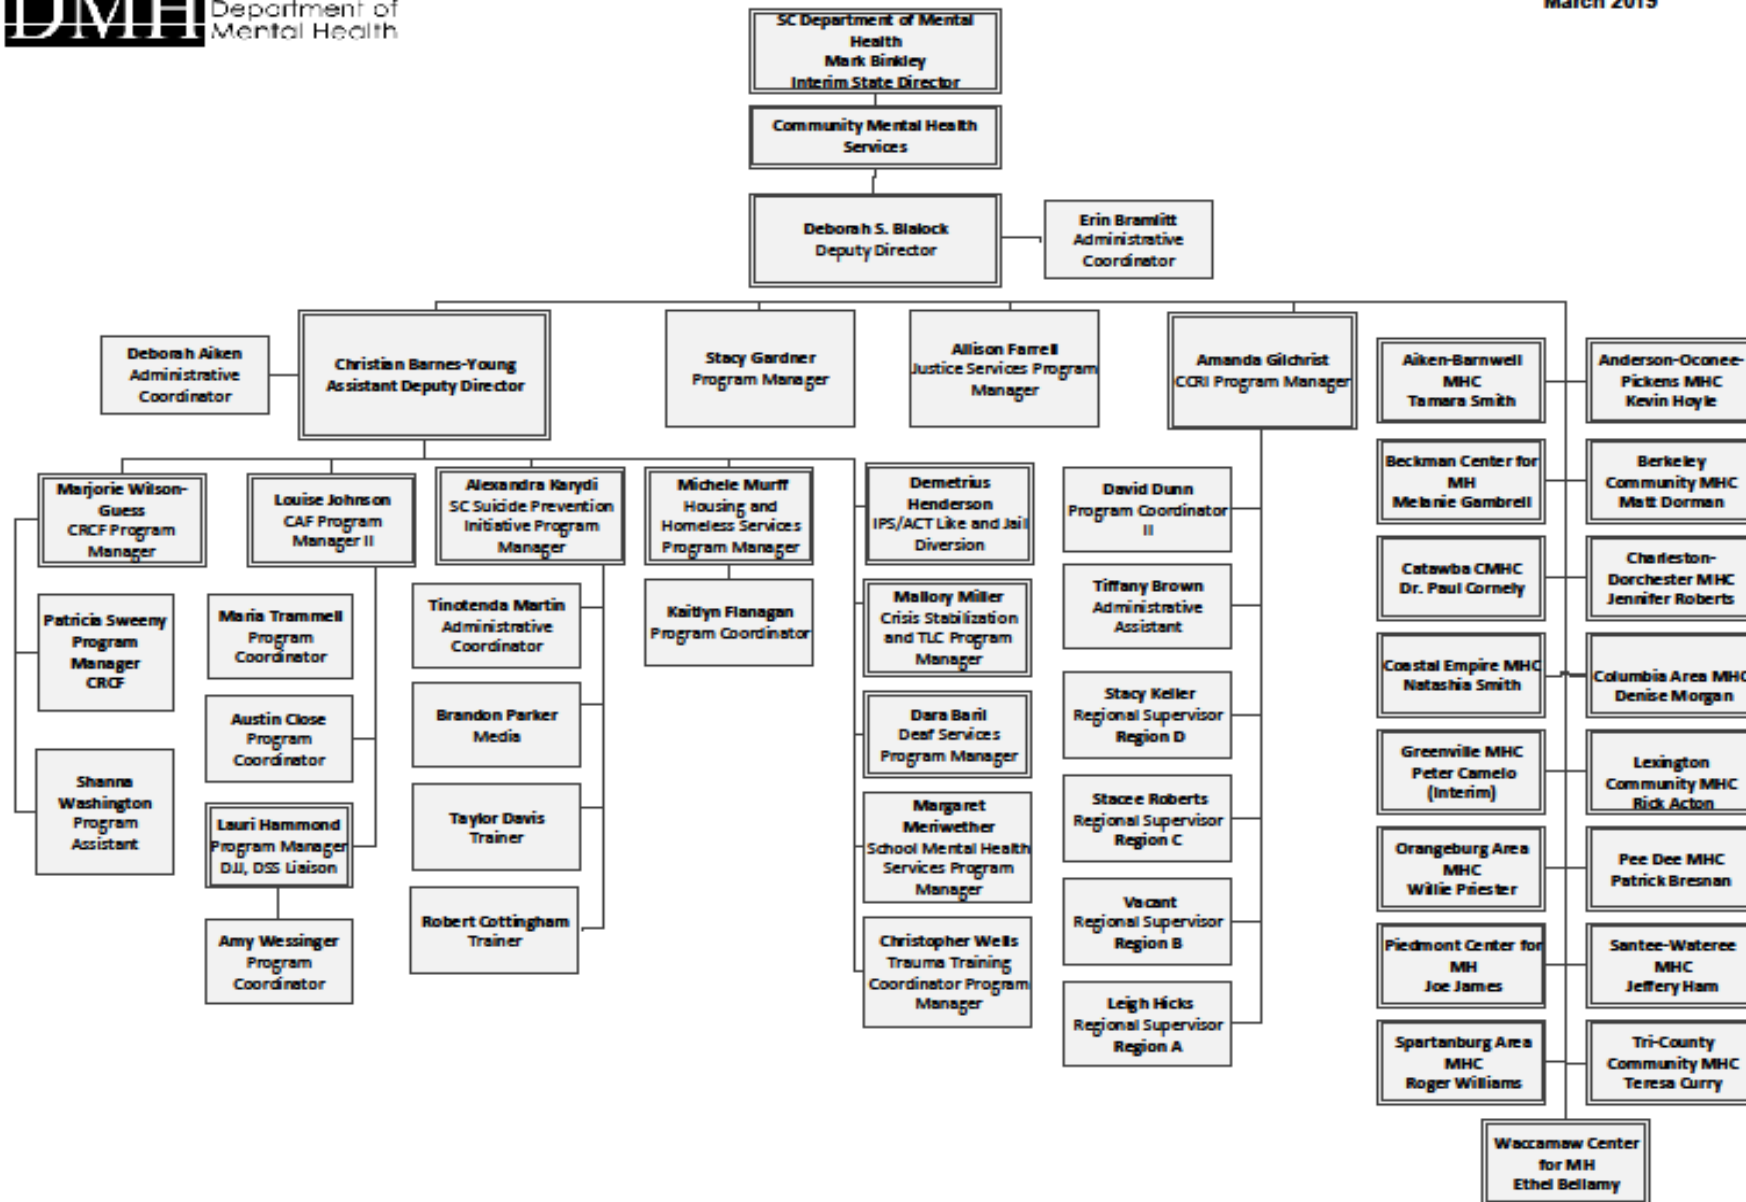 DMH
Department of
Mental Health
March 2019
SC Department of Mental
Health
Mark Binkley
Interim State Director
Community Mental Health
Services
Deborah S. Blalock
Deputy Director
Erin Bramlitt
Administrative
Coordinator
Deborah Aiken
Administrative
Coordinator
Christian Barnes-Young
Assistant Deputy Director
Stacy Gardner
Program Manager
Allison Farrell
Justice Services Program
Manager
Amanda Gilchrist
CCRI Program Manager
Marjorie Wilson-
Guess
CRCF Program
Manager
Patricia Sweeny
Program
Manager
CRCF
Shanna
Washington
Program
Assistant
Louise Johnson
CAF Program
Manager II
Maria Trammell
Program
Coordinator
Austin Close
Program
Coordinator
Lauri Hammond
Program Manager
DJJ, DSS Liaison
Amy Wessinger
Program
Coordinator
Alexandra Karydi
SC Suicide Prevention
Initiative Program
Manager
Tinotenda Martin
Administrative
Coordinator
Brandon Parker
Media
Taylor Davis
Trainer
Robert Cottingham
Trainer
Michele Murff
Housing and
Homeless Services
Program Manager
Kaitlyn Flanagan
Program Coordinator
Demetrius
Henderson
IPS/ACT Like and Jail
Diversion
Mallory Miller
Crisis Stabilization
and TLC Program
Manager
Dara Baril
Deaf Services
Program Manager
Margaret
Meriwether
School Mental Health
Services Program
Manager
Christopher Wells
Trauma Training
Coordinator Program
Manager
David Dunn
Program Coordinator
II
Tiffany Brown
Administrative
Assistant
Stacy Keller
Regional Supervisor
Region D
Stacee Roberts
Regional Supervisor
Region C
Vacant
Regional Supervisor
Region B
Leigh Hicks
Regional Supervisor
Region A
Aiken-Barnwell
MHC
Tamara Smith
Anderson-Oconee-
Pickens MHC
Kevin Hoyle
Beckman Center for
MH
Melanie Gambrell
Berkeley
Community MHC
Matt Dorman
Catawba CMHC
Dr. Paul Cornely
Charleston-
Dorchester MHC
Jennifer Roberts
Coastal Empire MHC
Natashia Smith
Columbia Area MHC
Denise Morgan
Greenville MHC
Peter Camelo
(Interim)
Lexington
Community MHC
Rick Acton
Orangeburg Area
MHC
Willie Priester
Pee Dee MHC
Patrick Bresnan
Piedmont Center for
MH
Joe James
Santee-Wateree
MHC
Jeffery Ham
Spartanburg Area
MHC
Roger Williams
Tri-County
Community MHC
Teresa Curry
Waccamaw Center
for MH
Ethel Bellamy